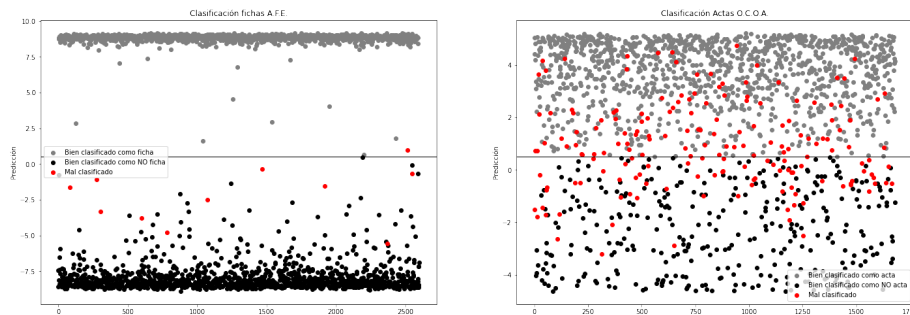 Clasificación fichas A.F.E.
10.0
7.5
5.0
2.5
0.0
−2.5
−5.0
−7.5
Predicción
Bien clasificado como ficha
Bien clasificado como NO ficha
Mal clasificado
0
500
1000
1500
2000
2500
Clasificación Actas O.C.O.A.
4
2
0
−2
−4
Predicción
Bien clasificado como acta
Bien clasificado como NO acta
Mal clasificado
0
250
500
750
1000
1250
1500